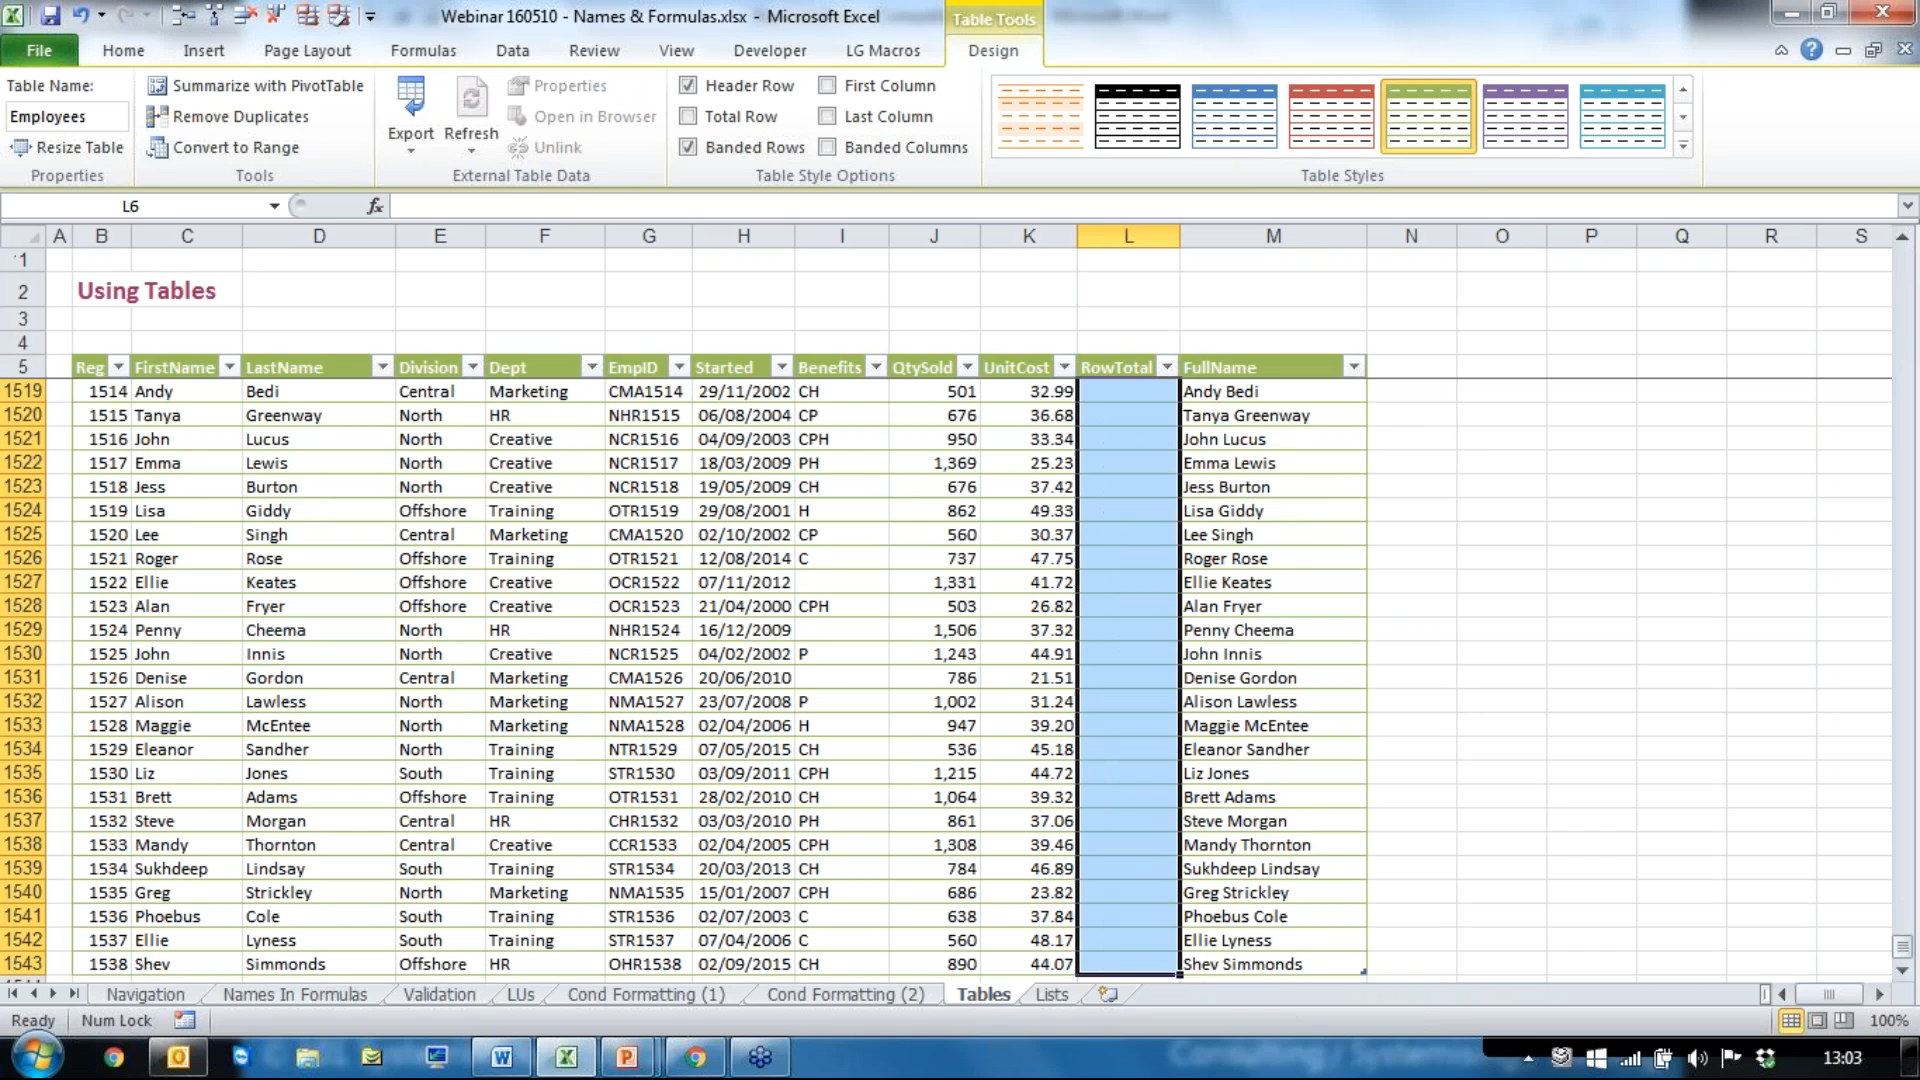 Webinar 160510 - Names & Formulas.xlsx - Microsoft Excel
Table Tools
File Home Insert Page Layout Formulas Data Review View Developer LG Macros Design
Table Name:
Employees
Resize Table
Properties
Summarize with PivotTable
Remove Duplicates
Convert to Range
Tools
Export
Refresh
Properties
Open in Browser
Unlink
External Table Data
Header Row First Column
Total Row Last Column
Banded Rows Banded Columns
Table Style Options
Table Styles
L6 fx
A B C D E F G H I J K L M N O P Q R S
1
2 Using Tables
3
4
5 Reg FirstName LastName Division Dept EmpID Started Benefits QtySold UnitCost RowTotal FullName
1519 1514 Andy Bedi Central Marketing CMA1514 29/11/2002 CH 501 32.99 Andy Bedi
1520 1515 Tanya Greenway North HR NHR1515 06/08/2004 CP 676 36.68 Tanya Greenway
1521 1516 John Lucus North Creative NCR1516 04/09/2003 CPH 950 33.34 John Lucus
1522 1517 Emma Lewis North Creative NCR1517 18/03/2009 PH 1,369 25.23 Emma Lewis
1523 1518 Jess Burton North Creative NCR1518 19/05/2009 CH 676 37.42 Jess Burton
1524 1519 Lisa Giddy Offshore Training OTR1519 29/08/2001 H 862 49.33 Lisa Giddy
1525 1520 Lee Singh Central Marketing CMA1520 02/10/2002 CP 560 30.37 Lee Singh
1526 1521 Roger Rose Offshore Training OTR1521 12/08/2014 C 737 47.75 Roger Rose
1527 1522 Ellie Keates Offshore Creative OCR1522 07/11/2012 1,331 41.72 Ellie Keates
1528 1523 Alan Fryer Offshore Creative OCR1523 21/04/2000 CPH 503 26.82 Alan Fryer
1529 1524 Penny Cheema North HR NHR1524 16/12/2009 1,506 37.32 Penny Cheema
1530 1525 John Innis North Creative NCR1525 04/02/2002 P 1,243 44.91 John Innis
1531 1526 Denise Gordon Central Marketing CMA1526 20/06/2010 786 21.51 Denise Gordon
1532 1527 Alison Lawless North Marketing NMA1527 23/07/2008 P 1,002 31.24 Alison Lawless
1533 1528 Maggie McEntee North Marketing NMA1528 02/04/2006 H 947 39.20 Maggie McEntee
1534 1529 Eleanor Sandher North Training NTR1529 07/05/2015 CH 536 45.18 Eleanor Sandher
1535 1530 Liz Jones South Training STR1530 03/09/2011 CPH 1,215 44.72 Liz Jones
1536 1531 Brett Adams Offshore Training OTR1531 28/02/2010 CH 1,064 39.32 Brett Adams
1537 1532 Steve Morgan Central HR CHR1532 03/03/2010 PH 861 37.06 Steve Morgan
1538 1533 Mandy Thornton Central Creative CCR1533 02/04/2005 CPH 1,308 39.46 Mandy Thornton
1539 1534 Sukhdeep Lindsay South Training STR1534 20/03/2013 CH 784 46.89 Sukhdeep Lindsay
1540 1535 Greg Strickley North Marketing NMA1535 15/01/2007 CPH 686 23.82 Greg Strickley
1541 1536 Phoebus Cole South Training STR1536 02/07/2003 C 638 37.84 Phoebus Cole
1542 1537 Ellie Lyness South Training STR1537 07/04/2006 C 560 48.17 Ellie Lyness
1543 1538 Shev Simmonds Offshore HR OHR1538 02/09/2015 CH 890 44.07 Shev Simmonds
Navigation Names In Formulas Validation LUs Cond Formatting (1) Cond Formatting (2) Tables Lists
Ready Num Lock 100%
13:03